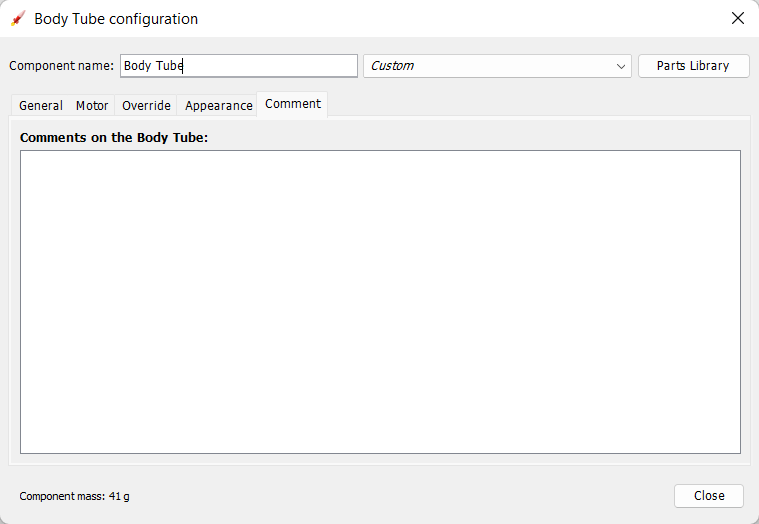 Body Tube configuration
Component name: Body Tube Custom Parts Library
General Motor Override Appearance Comment
Comments on the Body Tube:
Component mass: 41 g Close